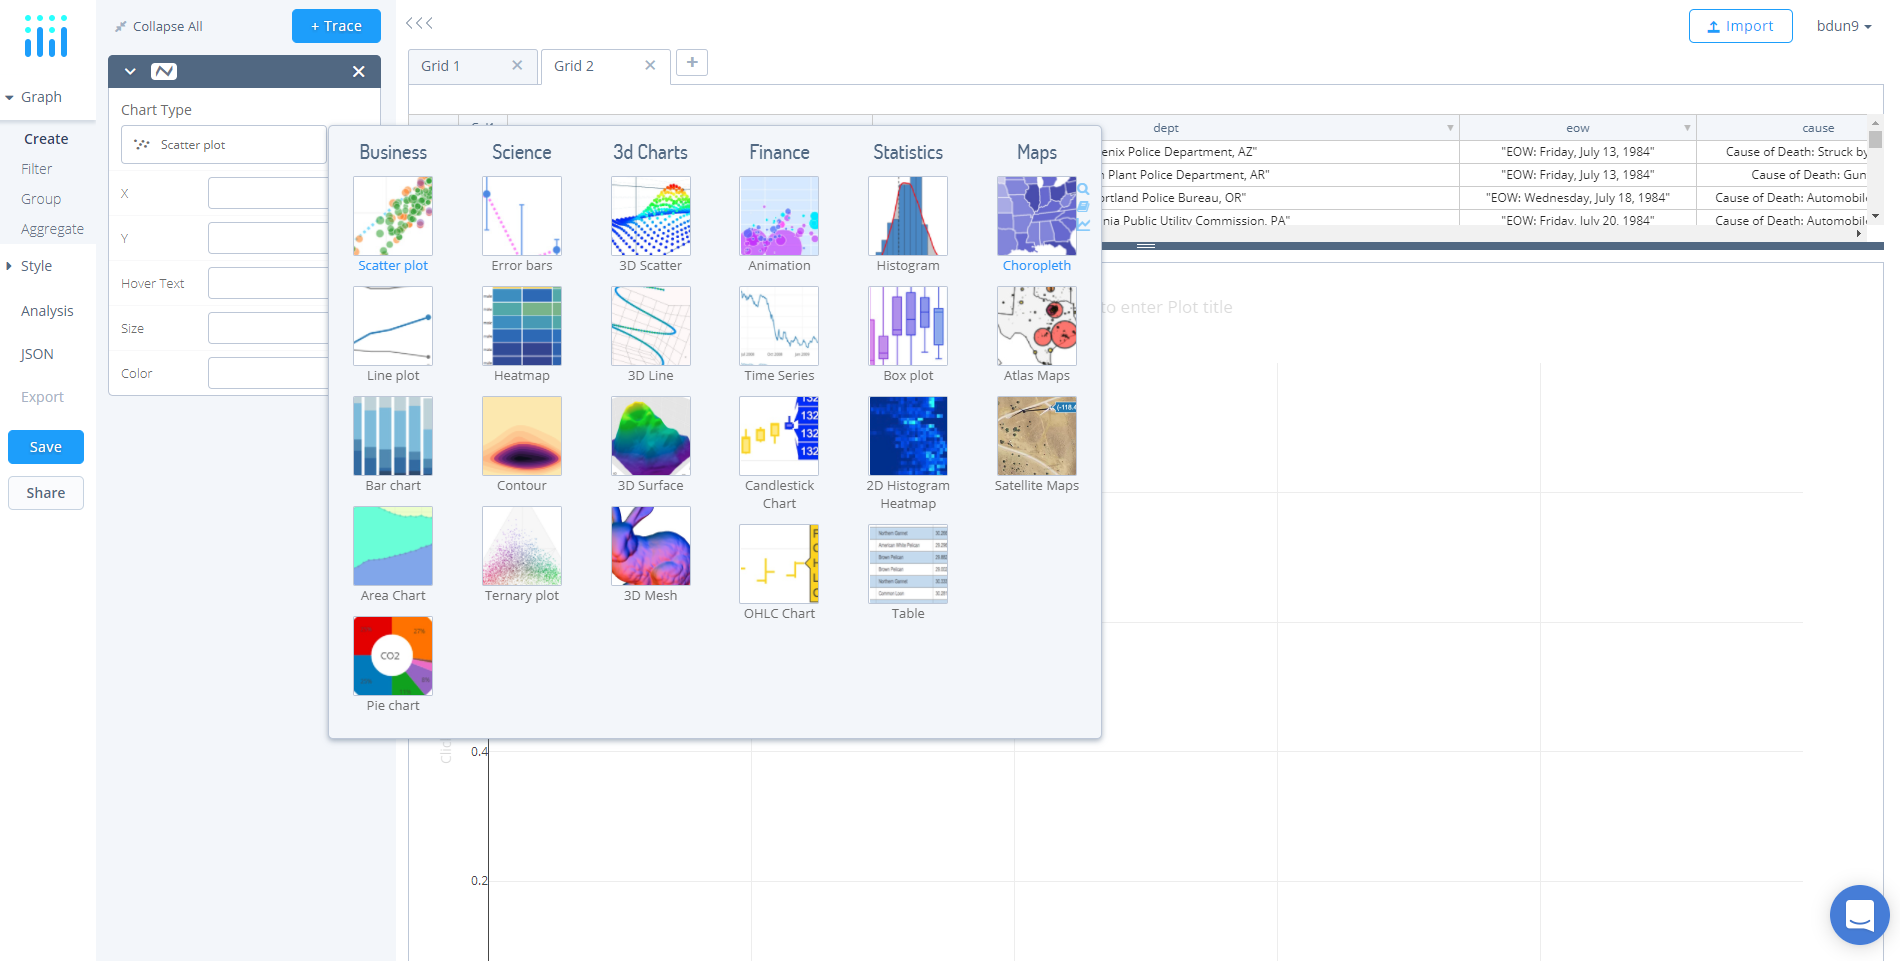 Collapse All
+ Trace
Import
bdun9
Grid 1
Grid 2
+
Graph
Create
Filter
Group
Aggregate
Style
Analysis
JSON
Export
Save
Share
Chart Type
Scatter plot
X
Y
Hover Text
Size
Color
Business
Science
3d Charts
Finance
Statistics
Maps
Scatter plot
Error bars
3D Scatter
Animation
Histogram
Choropleth
Line plot
Heatmap
3D Line
Time Series
Box plot
Atlas Maps
Bar chart
Contour
3D Surface
Candlestick
Chart
2D Histogram
Heatmap
Satellite Maps
Area Chart
Ternary plot
3D Mesh
OHLC Chart
Table
CO2
Pie chart
dept
eow
cause
enix Police Department, AZ"
"EOW: Friday, July 13, 1984"
Cause of Death: Struck by
Plant Police Department, AR"
"EOW: Friday, July 13, 1984"
Cause of Death: Gun
ortland Police Bureau, OR"
"EOW: Wednesday, July 18, 1984"
Cause of Death: Automobile
nia Public Utility Commission, PA"
"EOW: Friday, July 20, 1984"
Cause of Death: Automobile
to enter Plot title
0.4
0.2